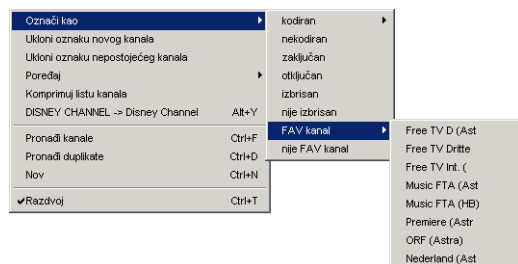 Označi kao
Ukloni oznaku novog kanala
Ukloni oznaku nepostojećeg kanala
Poređaj
Komprimuj listu kanala
DISNEY CHANNEL -> Disney Channel Alt+Y
Pronađi kanale Ctrl+F
Pronađi duplikate Ctrl+D
Nov Ctrl+N
✔Razdvoj Ctrl+T
kodiran
nekodiran
zaključan
otključan
izbrisan
nije izbrisan
FAV kanal
nije FAV kanal
Free TV D (Ast
Free TV Dritte
Free TV Int. (
Music FTA (Ast
Music FTA (HB)
Premiere (Astr
ORF (Astra)
Nederland (Ast